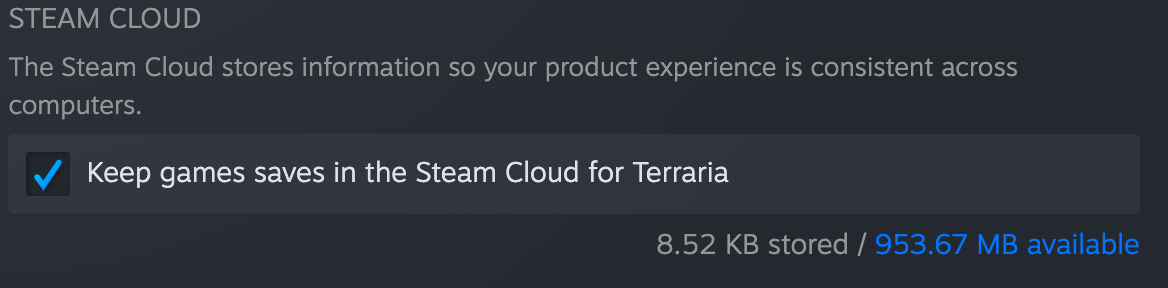 STEAM CLOUD
The Steam Cloud stores information so your product experience is consistent across
computers.
Keep games saves in the Steam Cloud for Terraria
8.52 KB stored / 953.67 MB available